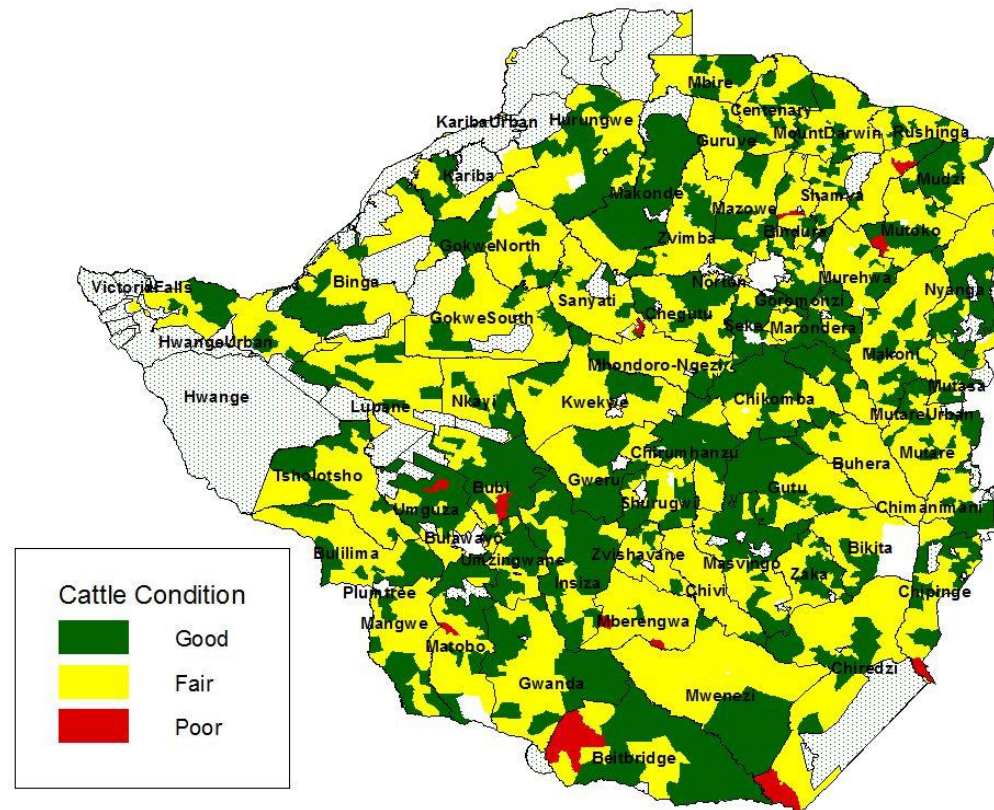 Mbire
Centenary
KaribaUrban
Hurungwe
Guruve
MountDarwin
Rushinga
Kariba
Makonde
Mudzi
Shamva
Mazowe
Bindura
Mutoko
Zvimba
GokweNorth
Binga
Murehwa
VictoriaFalls
Norton
Nyanga
Sanyati
Goromonzi
GokweSouth
Chegutu
Seke
Marondera
HwangeUrban
Makoni
Mhondoro-Ngezi
Mutasa
Hwange
Nkayi
Kwekwe
Chikomba
Lupane
MutareUrban
Chirumhanzu
Mutare
Buhera
Tsholotsho
Gweru
Bubi
Gutu
Shurugwi
Umguza
Chimanimani
Bulawayo
Bikita
Bulilima
Umzingwane
Zvishavane
Masvingo
Zaka
Insiza
Chivi
Chipinge
Plumtree
Mangwe
Mberengwa
Matobo
Chiredzi
Gwanda
Mwenezi
Beitbridge
Cattle Condition
Good
Fair
Poor